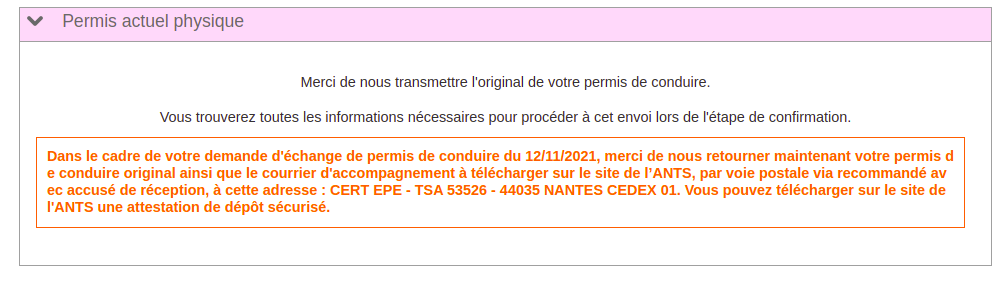 Permis actuel physique
Merci de nous transmettre l'original de votre permis de conduire.
Vous trouverez toutes les informations nécessaires pour procéder à cet envoi lors de l'étape de confirmation.
Dans le cadre de votre demande d'échange de permis de conduire du 12/11/2021, merci de nous retourner maintenant votre permis d
e conduire original ainsi que le courrier d'accompagnement à télécharger sur le site de l'ANTS, par voie postale via recommandé av
ec accusé de réception, à cette adresse : CERT EPE - TSA 53526 - 44035 NANTES CEDEX 01. Vous pouvez télécharger sur le site de
l'ANTS une attestation de dépôt sécurisé.